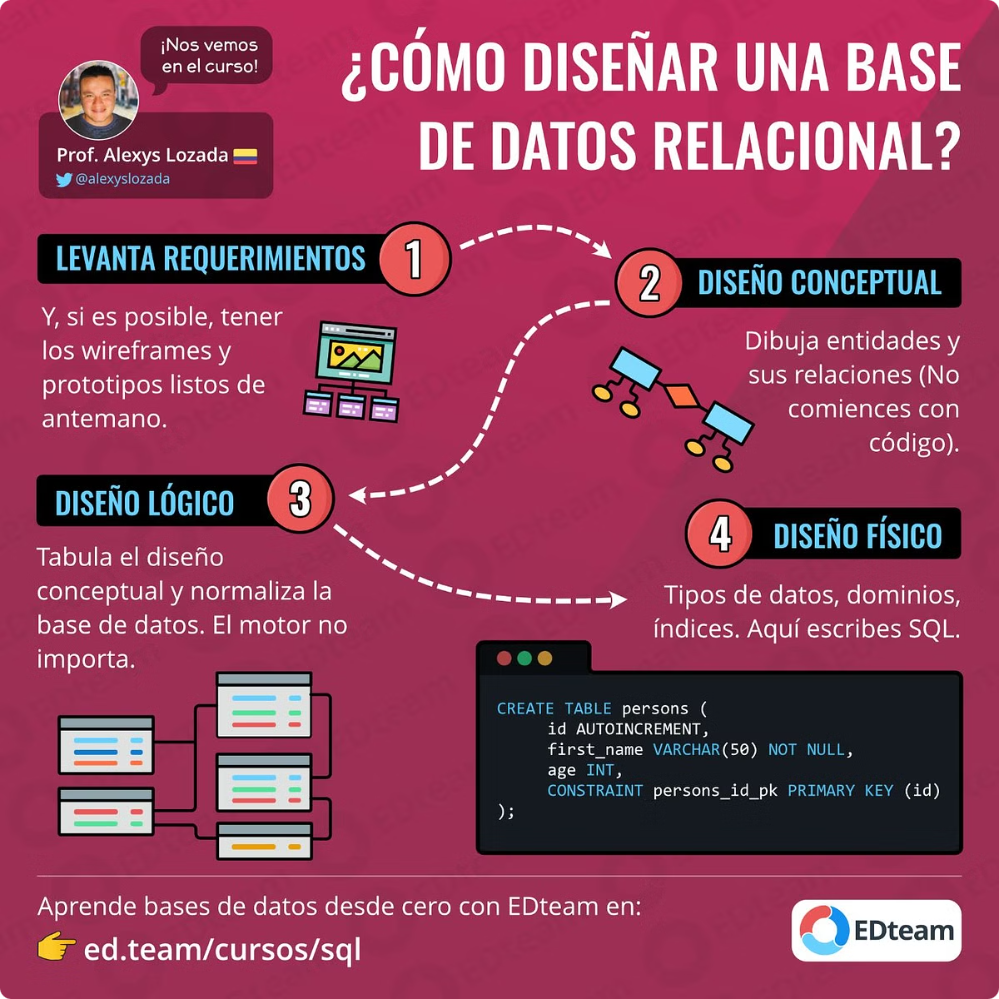 ¡Nos vemos
en el curso!
Prof. Alexys Lozada
@alexyslozada
¿CÓMO DISEÑAR UNA BASE
DE DATOS RELACIONAL?
LEVANTA REQUERIMIENTOS
1
Y, si es posible, tener
los wireframes y
prototipos listos de
antemano.
2
DISEÑO CONCEPTUAL
Dibuja entidades y
sus relaciones (No
comiences con
código).
DISEÑO LÓGICO
3
Tabula el diseño
conceptual y normaliza la
base de datos. El motor no
importa.
4
DISEÑO FÍSICO
Tipos de datos, dominios,
índices. Aquí escribes SQL.
CREATE TABLE persons (
id AUTOINCREMENT,
first_name VARCHAR(50) NOT NULL,
age INT,
CONSTRAINT persons_id_pk PRIMARY KEY (id)
);
Aprende bases de datos desde cero con EDteam en:
ed.team/cursos/sql
EDteam